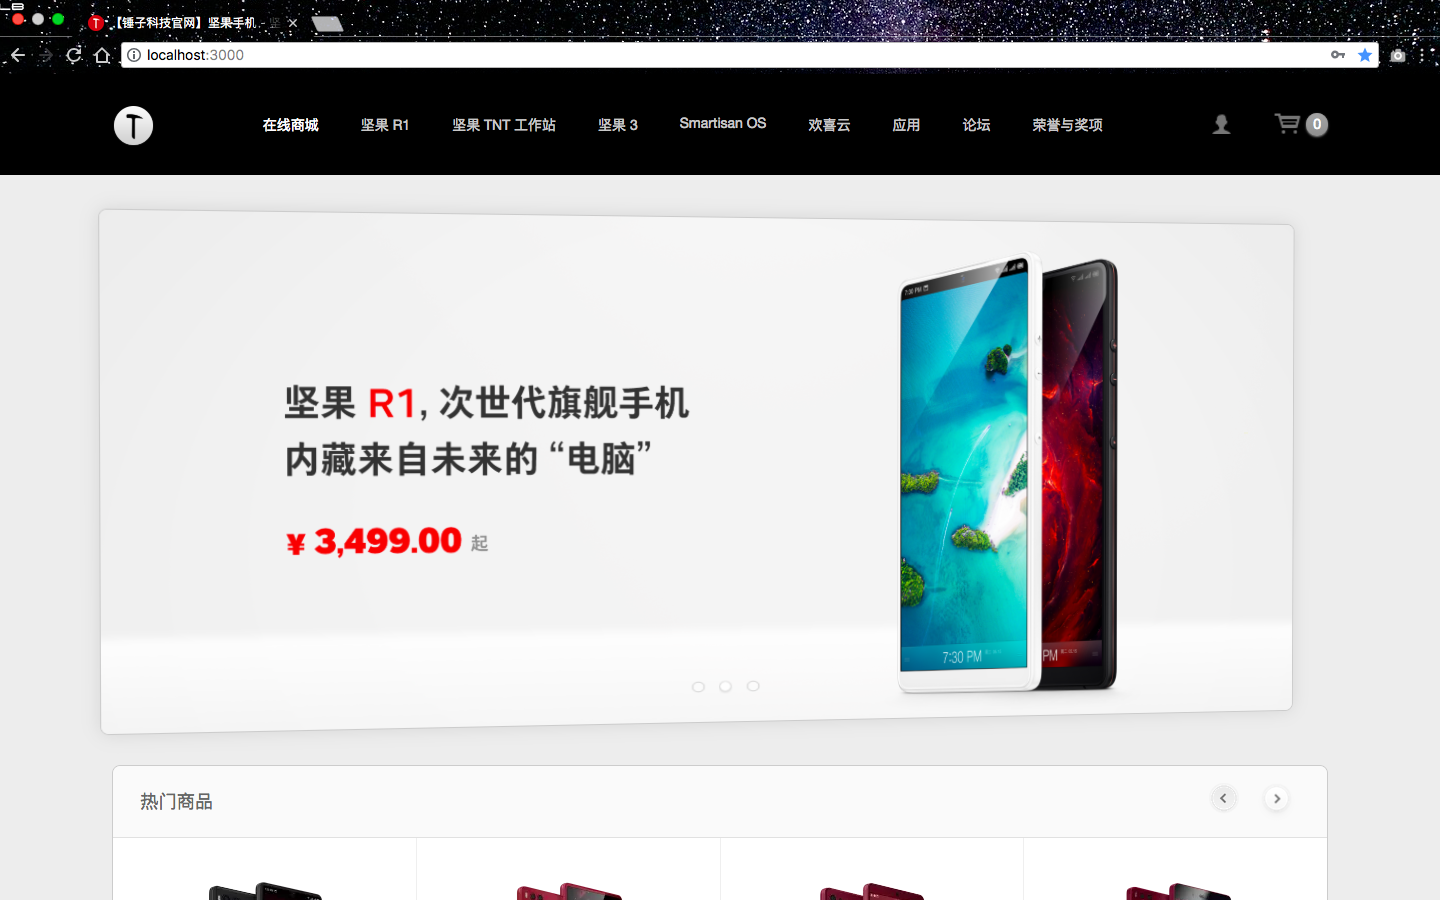 【锤子科技官网】坚果手机 - 坚
localhost:3000
在线商城 坚果 R1 坚果 TNT 工作站 坚果 3 Smartisan OS 欢喜云 应用 论坛 荣誉与奖项 0
坚果 R1, 次世代旗舰手机
内藏来自未来的 “电脑”
¥ 3,499.00 起
7:30 PM
7:30 PM
PM
热门商品